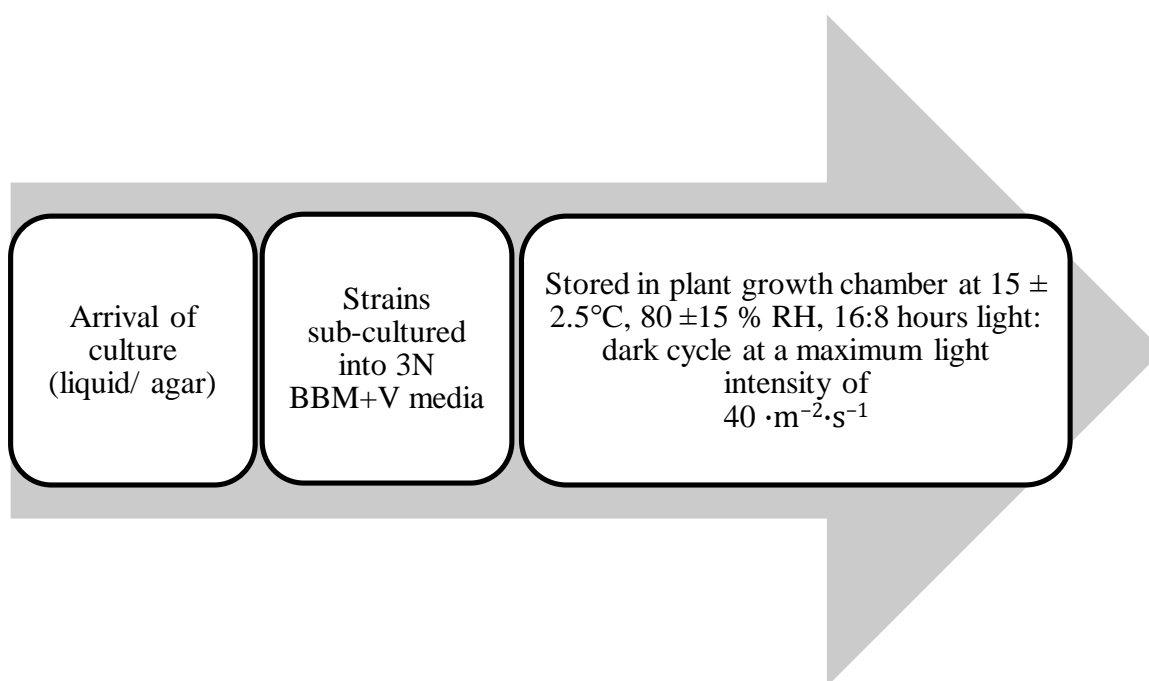 Arrival of
culture
(liquid/ agar)
Strains
sub-cultured
into 3N
BBM+V media
Stored in plant growth chamber at 15 ±
2.5°C, 80 ±15 % RH, 16:8 hours light:
dark cycle at a maximum light
intensity of
40 ·m⁻²·s⁻¹